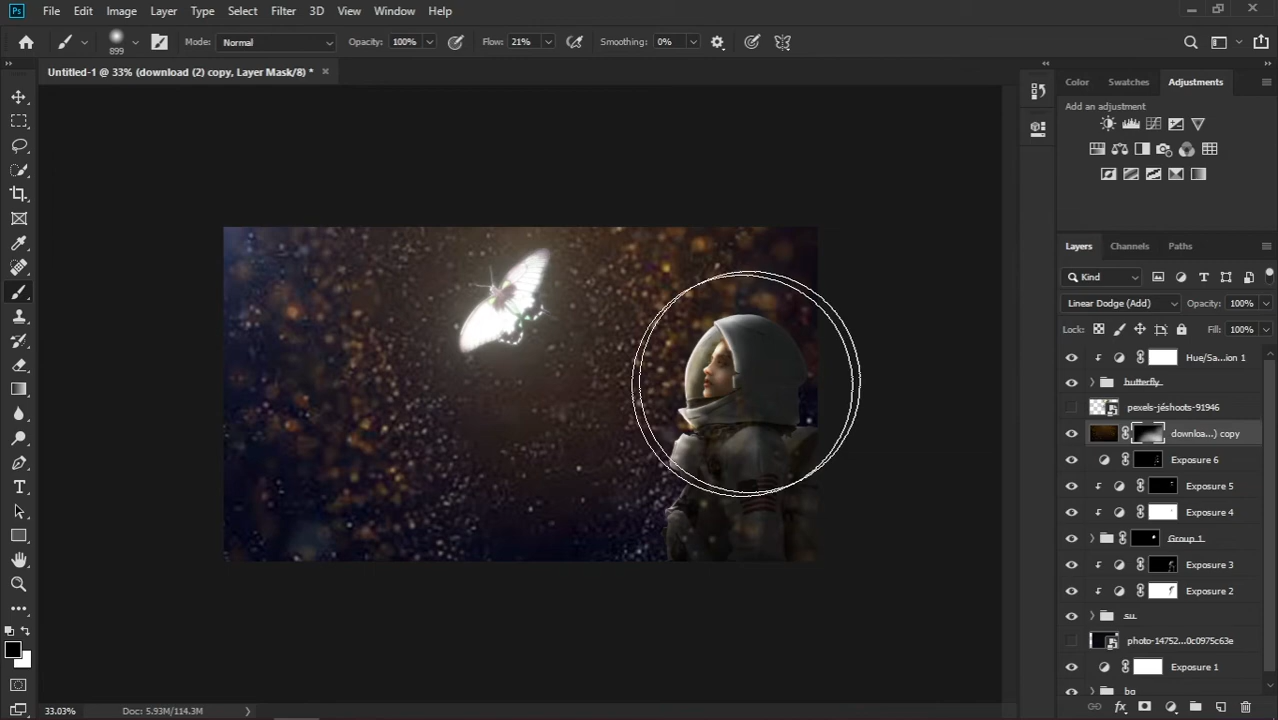 Ps File Edit Image Layer Type Select Filter 3D View Window Help
899 Mode: Normal Opacity: 100% Flow: 21% Smoothing: 0%
Untitled-1 @ 33% (download (2) copy, Layer Mask/8) *
Color Swatches Adjustments
Add an adjustment
Layers Channels Paths
Kind
Linear Dodge (Add) Opacity: 100%
Lock: Fill: 100%
Hue/Sa...ion 1
butterfly
pexels-jéshoots-91946
downloa...) copy
Exposure 6
Exposure 5
Exposure 4
Group 1
Exposure 3
Exposure 2
su
photo-14752...0c0975c63e
Exposure 1
bg
33.03% Doc: 5.93M/114.3M